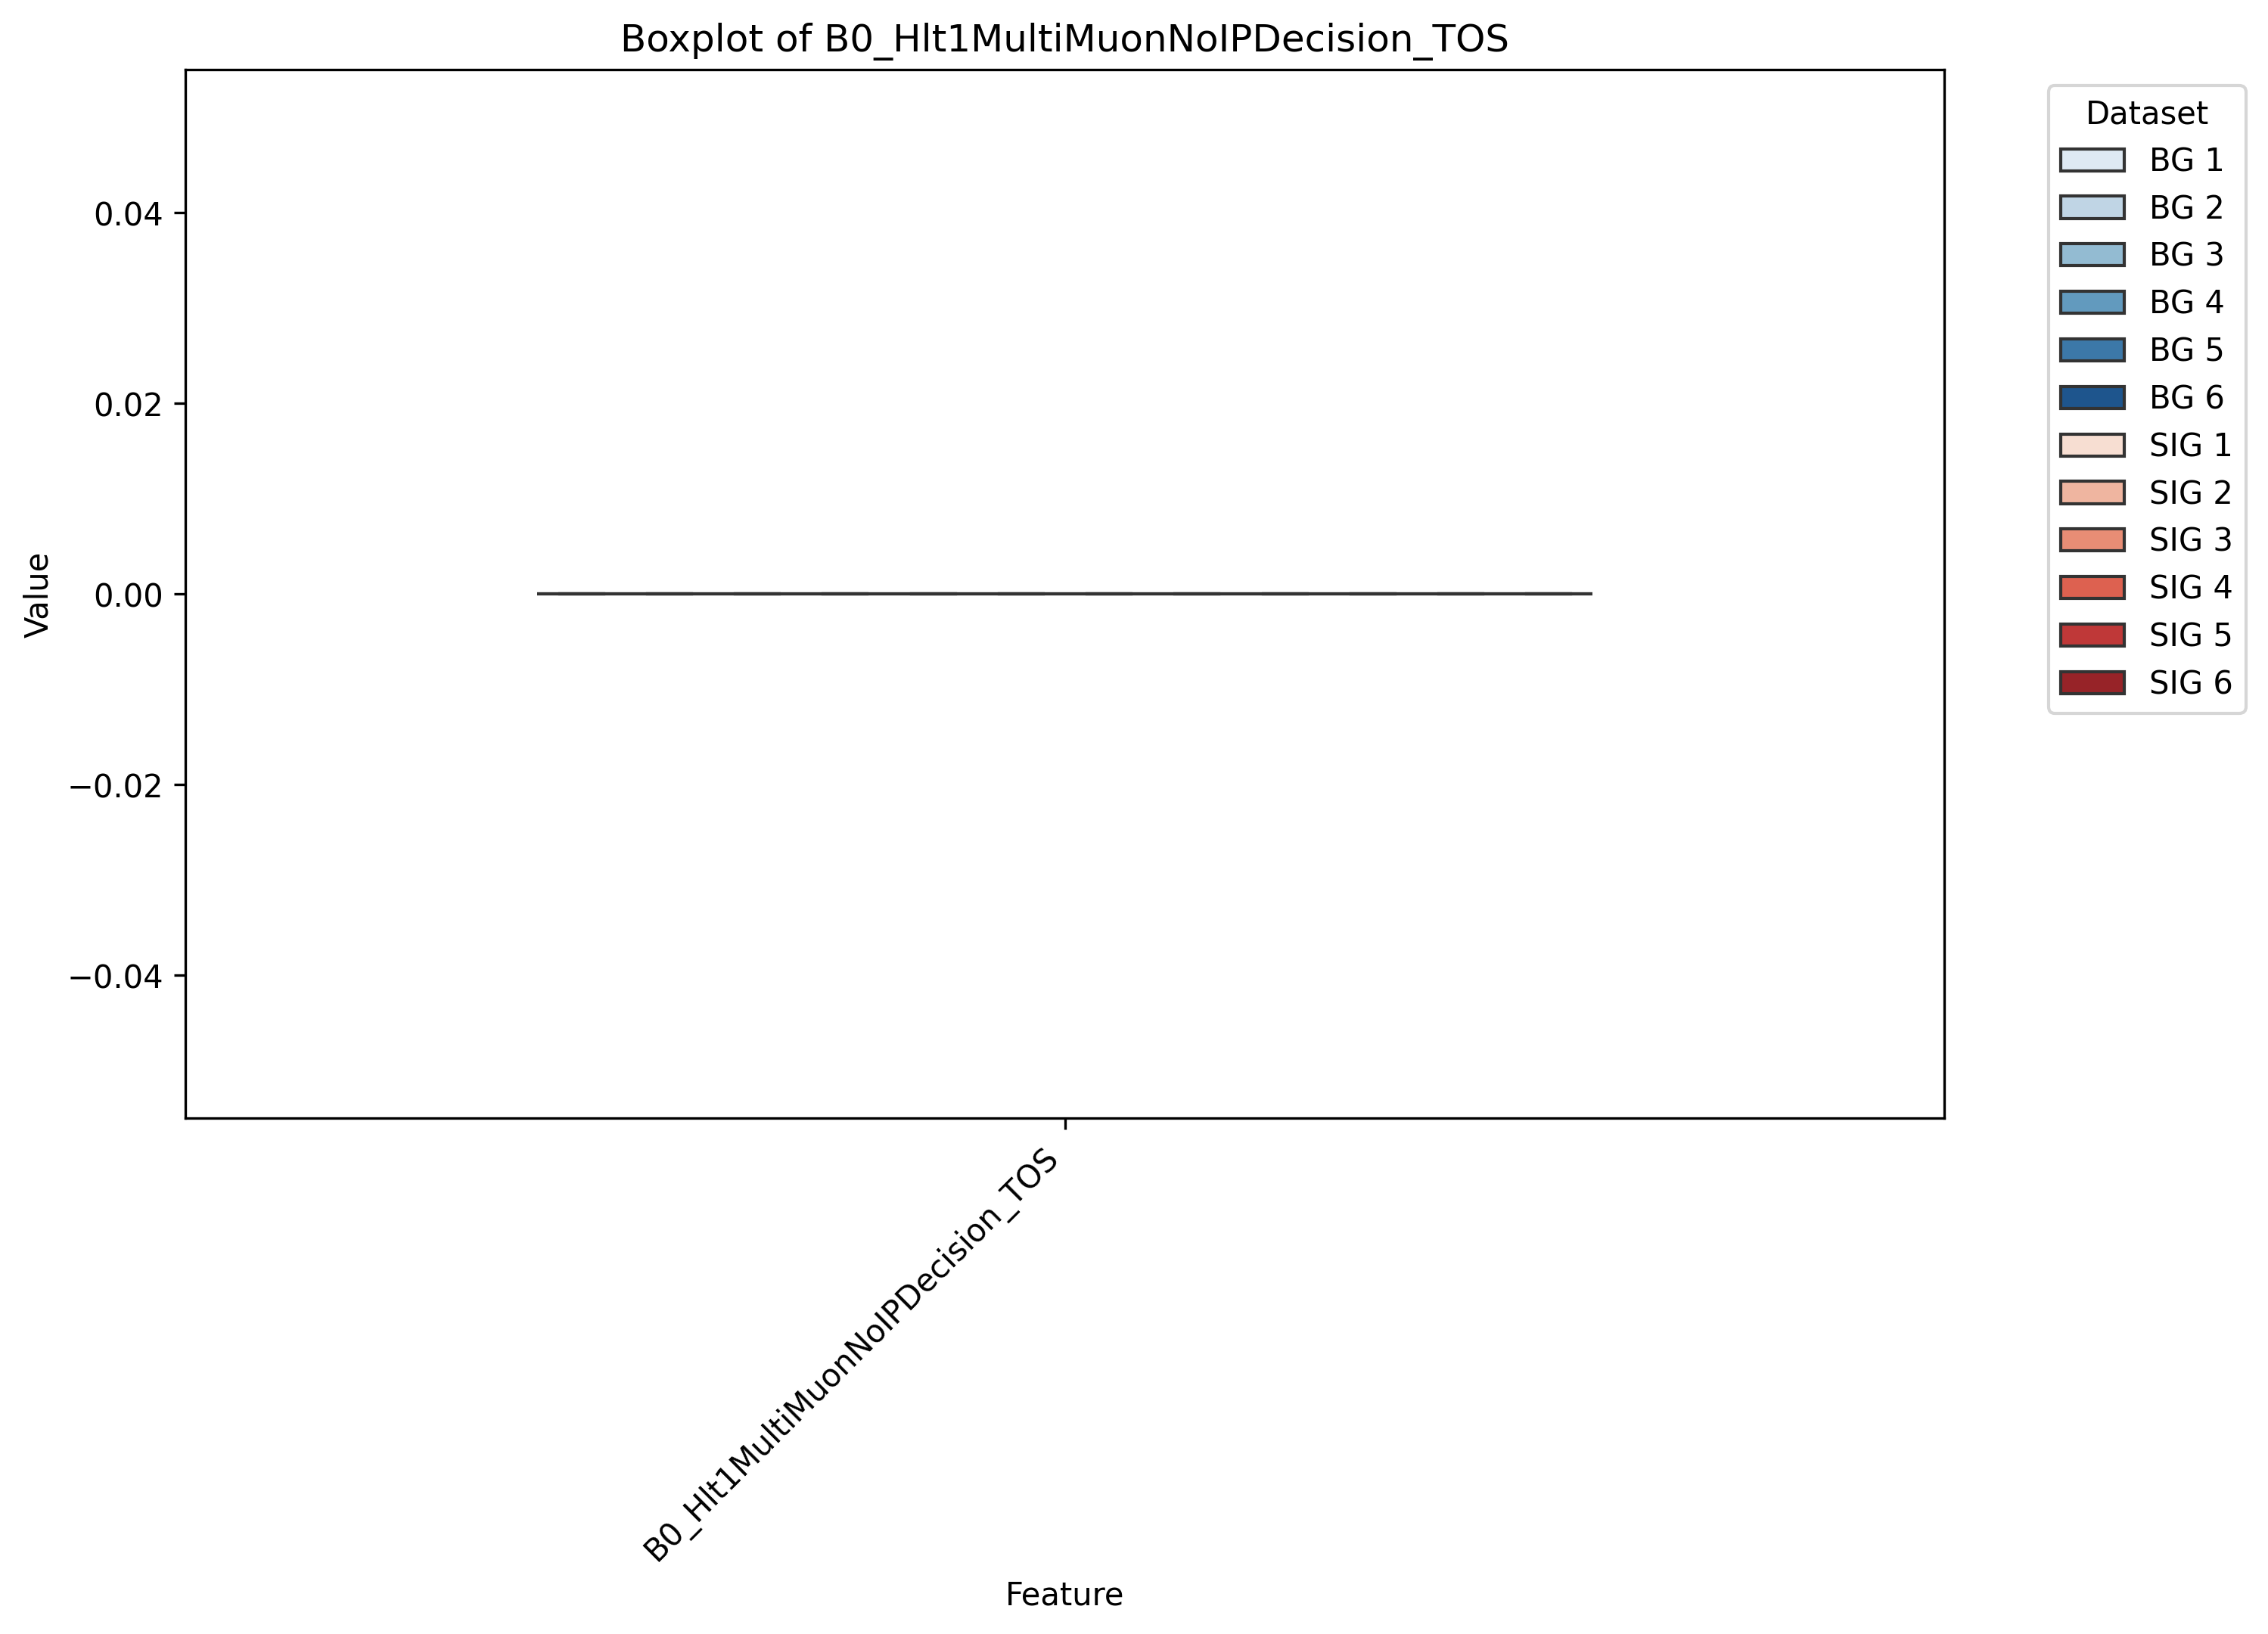 Boxplot of B0_Hlt1MultiMuonNoIPDecision_TOS
Value
0.04
0.02
0.00
−0.02
−0.04
B0_Hlt1MultiMuonNoIPDecision_TOS
Feature
Dataset
BG 1
BG 2
BG 3
BG 4
BG 5
BG 6
SIG 1
SIG 2
SIG 3
SIG 4
SIG 5
SIG 6